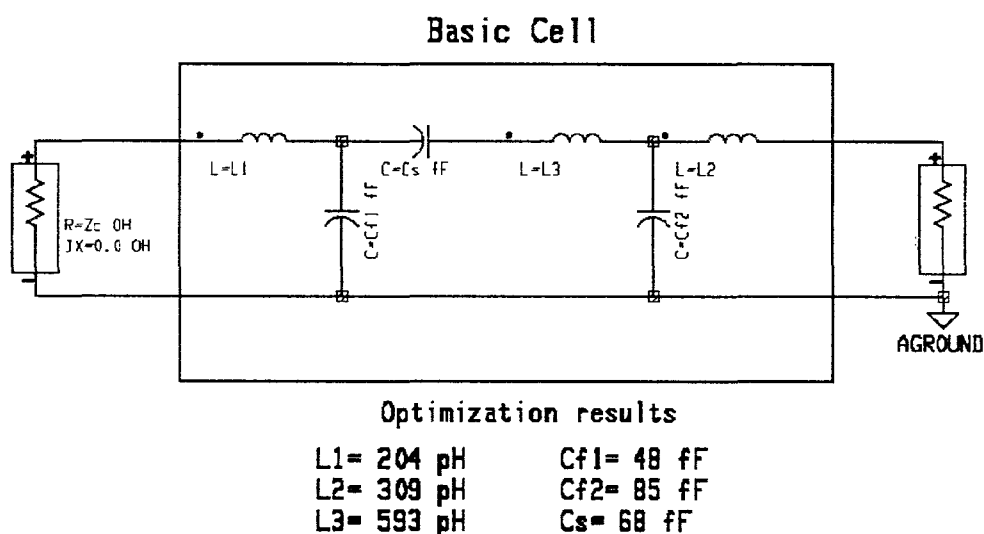 Basic Cell
L=L1
C=Cs fF
L=L3
L=L2
C=Cf1 fF
C=Cf2 fF
+
+
R=Zc OH
JX=0.0 OH
-
-
AGROUND
Optimization results
L1= 204 pH
Cf1= 48 fF
L2= 309 pH
Cf2= 85 fF
L3= 593 pH
Cs= 68 fF